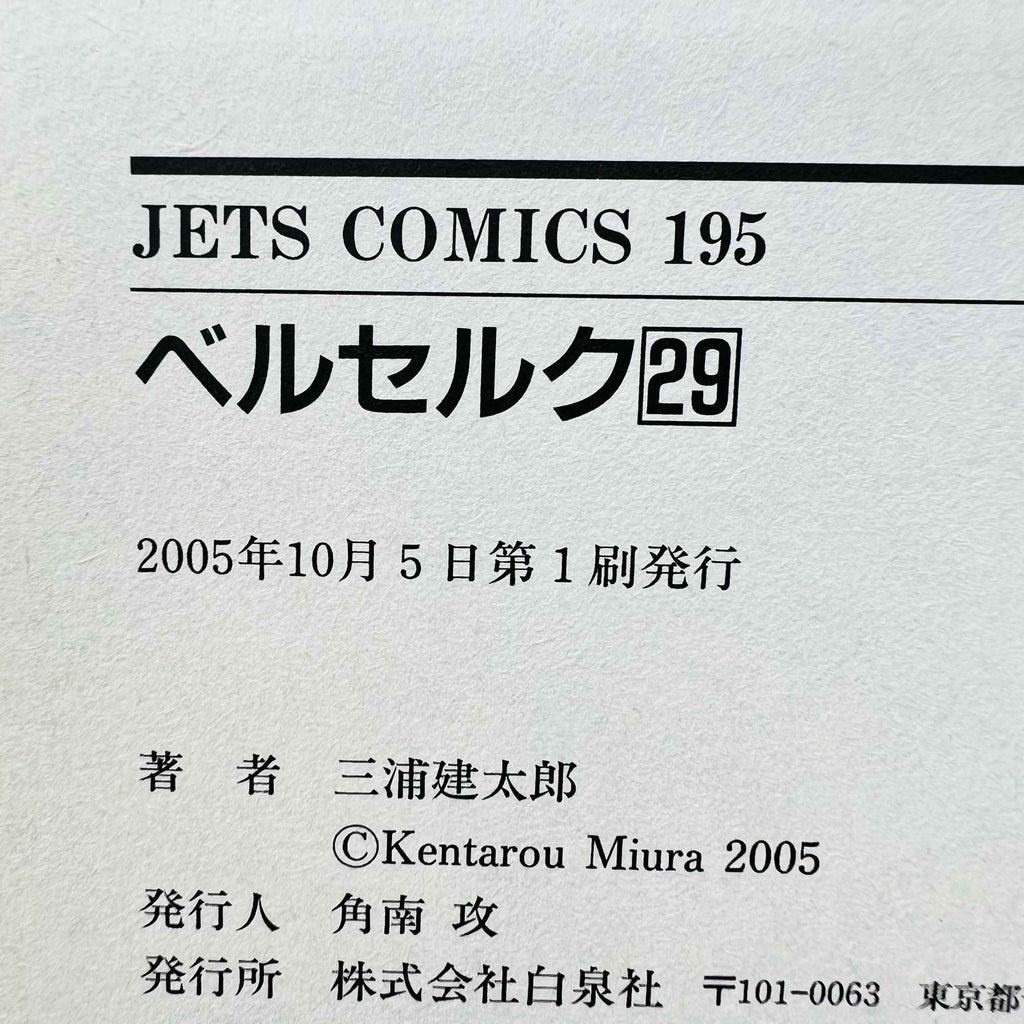 JETS COMICS 195
ベルセルク29
2005年10月5日第1刷発行
著 者 三浦建太郎
©Kentarou Miura 2005
発行人 角南 攻
発行所 株式会社白泉社 〒101-0063 東京都